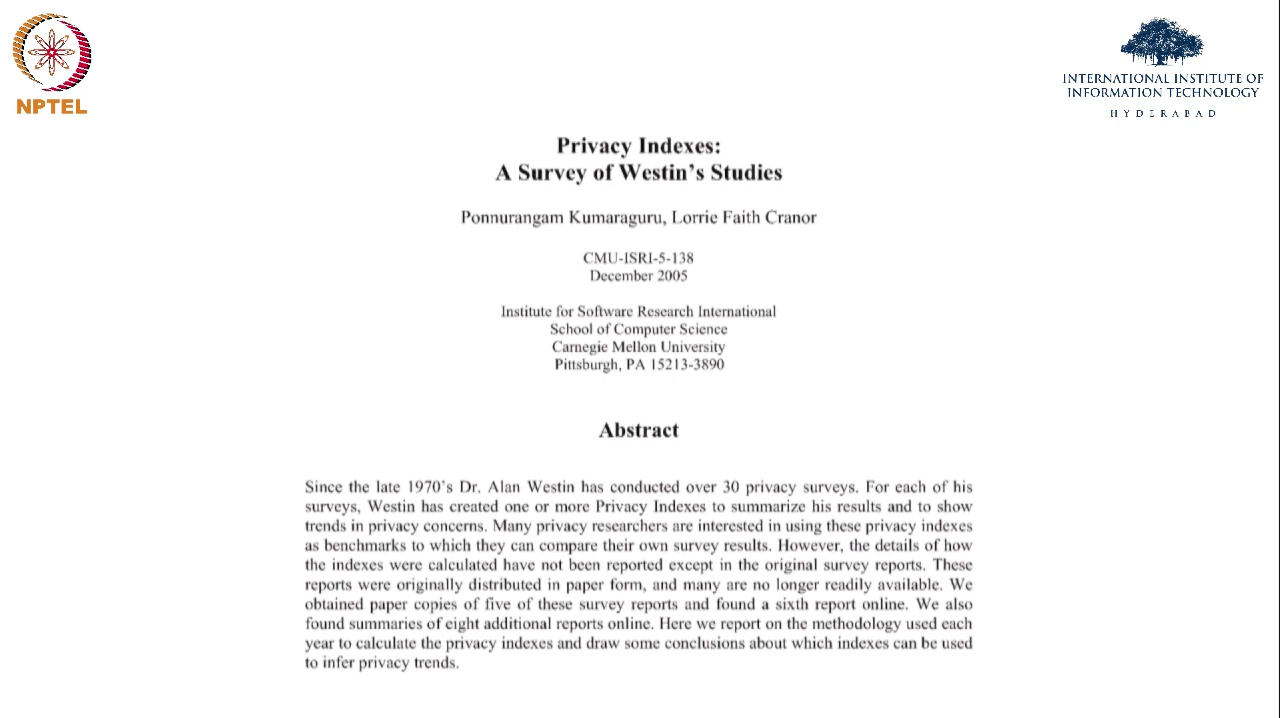 NPTEL
INTERNATIONAL INSTITUTE OF
INFORMATION TECHNOLOGY
HYDERABAD
Privacy Indexes:
A Survey of Westin's Studies
Ponnurangam Kumaraguru, Lorrie Faith Cranor
CMU-ISRI-5-138
December 2005
Institute for Software Research International
School of Computer Science
Carnegie Mellon University
Pittsburgh, PA 15213-3890
Abstract
Since the late 1970's Dr. Alan Westin has conducted over 30 privacy surveys. For each of his
surveys, Westin has created one or more Privacy Indexes to summarize his results and to show
trends in privacy concerns. Many privacy researchers are interested in using these privacy indexes
as benchmarks to which they can compare their own survey results. However, the details of how
the indexes were calculated have not been reported except in the original survey reports. These
reports were originally distributed in paper form, and many are no longer readily available. We
obtained paper copies of five of these survey reports and found a sixth report online. We also
found summaries of eight additional reports online. Here we report on the methodology used each
year to calculate the privacy indexes and draw some conclusions about which indexes can be used
to infer privacy trends.